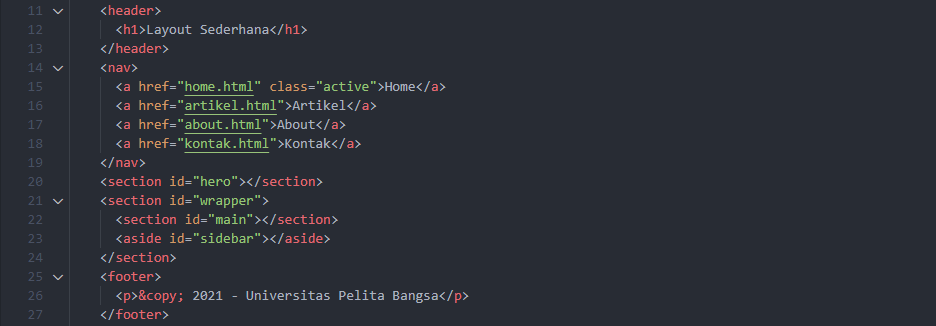 11 <header>
12 <h1>Layout Sederhana</h1>
13 </header>
14 <nav>
15 <a href="home.html" class="active">Home</a>
16 <a href="artikel.html">Artikel</a>
17 <a href="about.html">About</a>
18 <a href="kontak.html">Kontak</a>
19 </nav>
20 <section id="hero"></section>
21 <section id="wrapper">
22 <section id="main"></section>
23 <aside id="sidebar"></aside>
24 </section>
25 <footer>
26 <p>&copy; 2021 - Universitas Pelita Bangsa</p>
27 </footer>